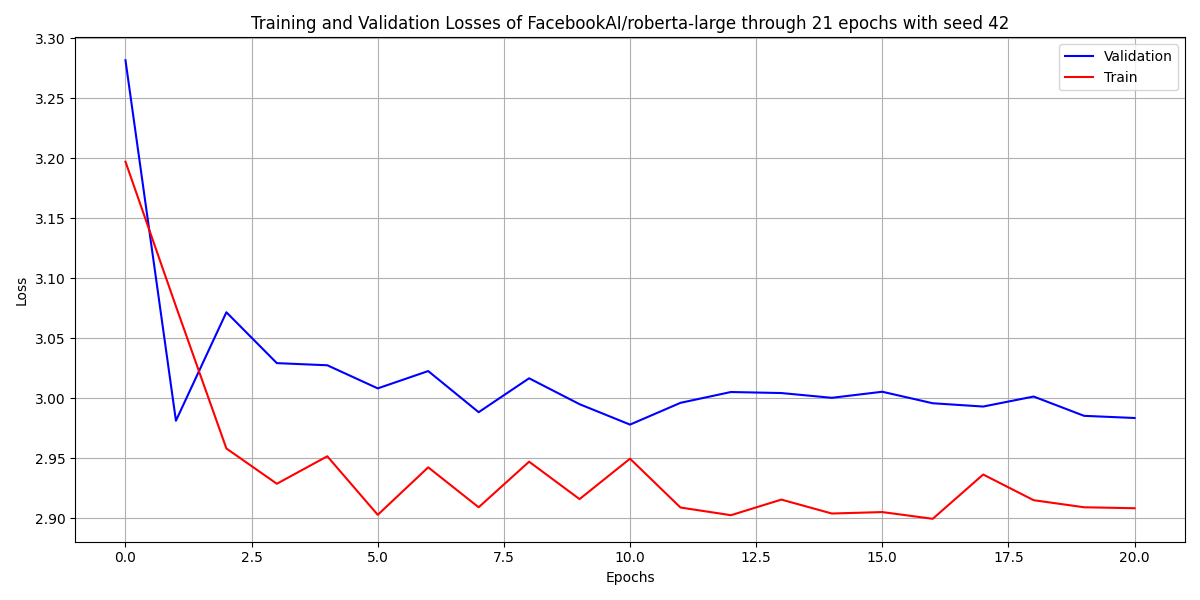 Training and Validation Losses of FacebookAI/roberta-large through 21 epochs with seed 42
Validation
Train
3.30
3.25
3.20
3.15
3.10
3.05
3.00
2.95
2.90
Loss
0.0 2.5 5.0 7.5 10.0 12.5 15.0 17.5 20.0
Epochs